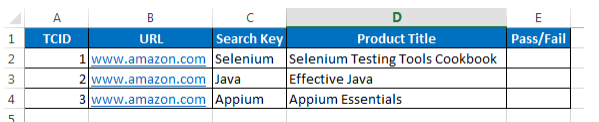 A B C D E
1 TCID URL Search Key Product Title Pass/Fail
2 1 www.amazon.com Selenium Selenium Testing Tools Cookbook
3 2 www.amazon.com Java Effective Java
4 3 www.amazon.com Appium Appium Essentials
5